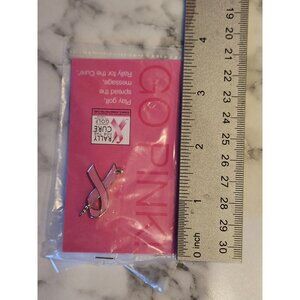 GO PINK!
Play golf,
spread the
message,
Rally for the Cure®
RALLY
FOR THE
CURE
GOLF
0 inch 1 2 3 4
30 29 28 27 26 25 24 23 22 21 20 19